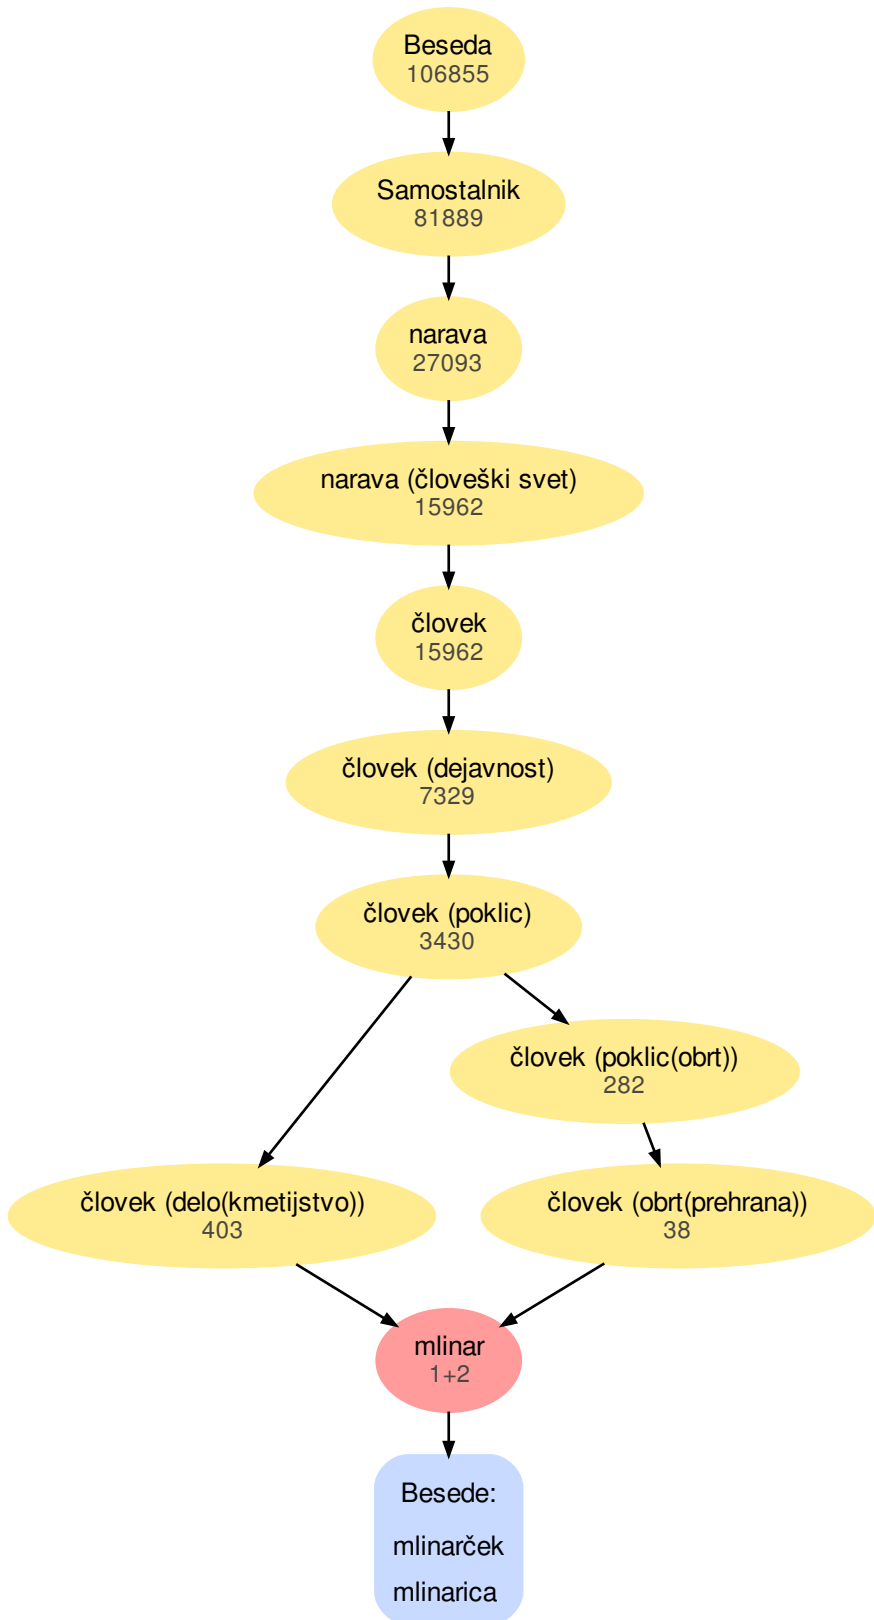 Beseda
106855
Samostalnik
81889
narava
27093
narava (človeški svet)
15962
človek
15962
človek (dejavnost)
7329
človek (poklic)
3430
človek (poklic(obrt))
282
človek (delo(kmetijstvo))
403
človek (obrt(prehrana))
38
mlinar
1+2
Besede:
mlinarček
mlinarica